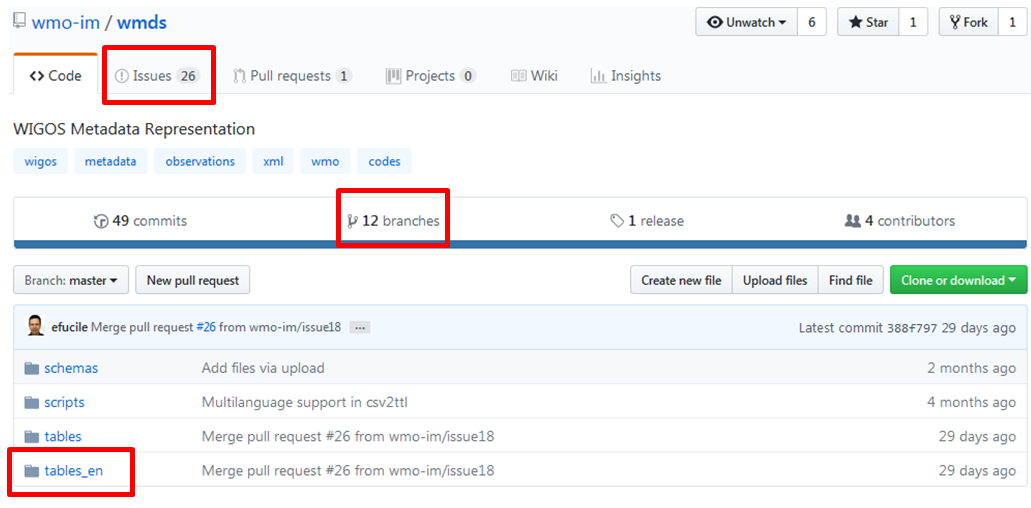 wmo-im / wmds Unwatch 6 Star 1 Fork 1
Code Issues 26 Pull requests 1 Projects 0 Wiki Insights
WIGOS Metadata Representation
wigos metadata observations xml wmo codes
49 commits 12 branches 1 release 4 contributors
Branch: master New pull request Create new file Upload files Find file Clone or download
efucile Merge pull request #26 from wmo-im/issue18 ... Latest commit 388f797 29 days ago
schemas Add files via upload 2 months ago
scripts Multilanguage support in csv2ttl 4 months ago
tables Merge pull request #26 from wmo-im/issue18 29 days ago
tables_en Merge pull request #26 from wmo-im/issue18 29 days ago